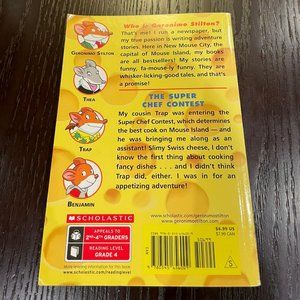 Who is Geronimo Stilton?
That's me! I run a newspaper, but
my true passion is writing adventure
stories. Here in New Mouse City, the
capital of Mouse Island, my books
are all bestsellers! My stories are
funny, fa-mouse-ly funny. They are
whisker-licking-good tales, and that's a
promise!
GERONIMO STILTON
THEA
TRAP
BENJAMIN
THE SUPER
CHEF CONTEST
My cousin Trap was entering the
Super Chef Contest, which determines
the best cook on Mouse Island — and
he was bringing me along as an
assistant! Slimy Swiss cheese, I don't
know the first thing about cooking
fancy dishes . . . and I didn't think
Trap did, either. I was in for an
appetizing adventure!
SCHOLASTIC
APPEALS TO
2nd–4th GRADERS
READING LEVEL
GRADE 4
www.scholastic.com/geronimostilton
www.geronimostilton.com
$6.99 US
$7.99 CAN